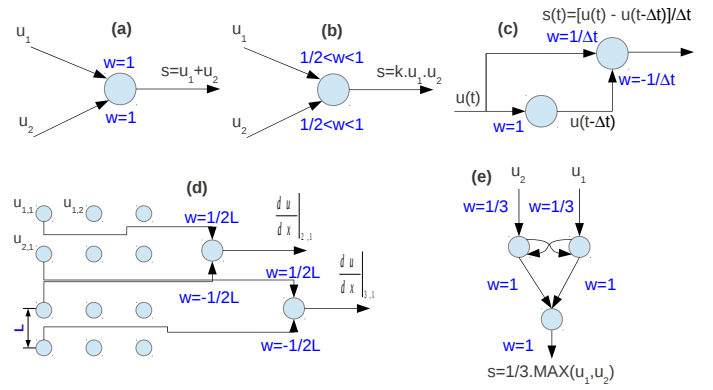 (a)
u1
w=1
s=u1+u2
w=1
u2
(b)
u1
1/2<w<1
s=k.u1.u2
1/2<w<1
u2
(c)
s(t)=[u(t) - u(t-Δt)]/Δt
w=1/Δt
w=-1/Δt
u(t)
w=1
u(t-Δt)
(d)
u1,1
u1,2
u2,1
w=1/2L
du/dx|2,1
w=-1/2L
w=1/2L
du/dx|3,1
w=-1/2L
L
(e)
u2
u1
w=1/3
w=1/3
w=1
w=1
w=1
s=1/3.MAX(u1,u2)